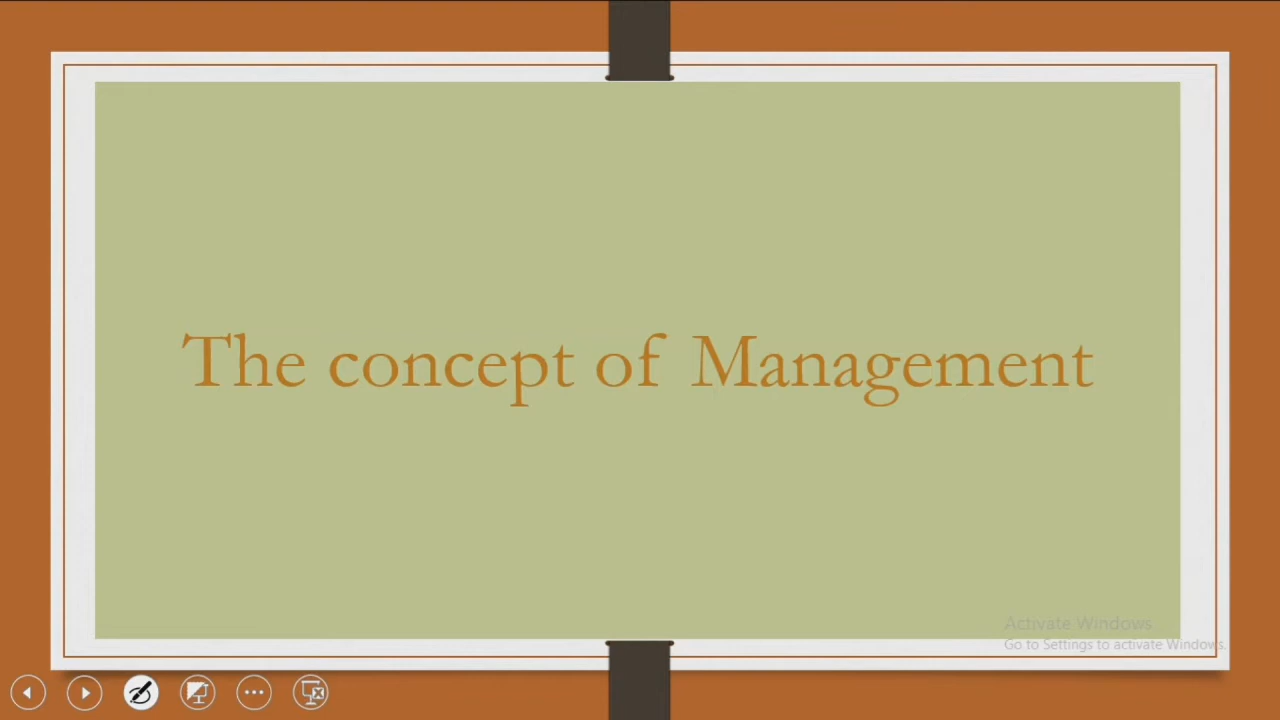 The concept of Management
Activate Windows
Go to Settings to activate Windows.